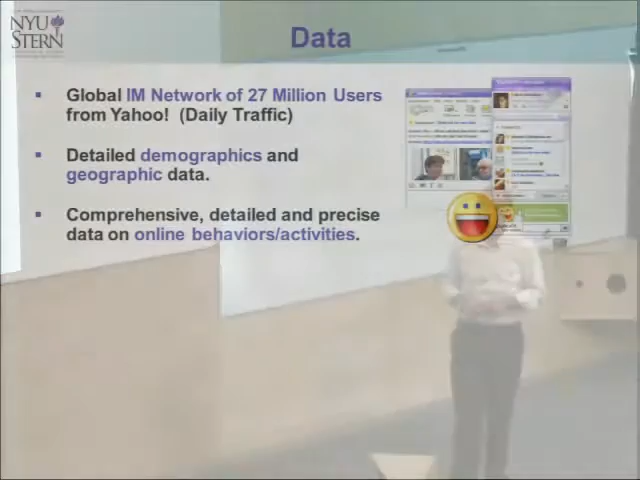 NYU
STERN
Data
Global IM Network of 27 Million Users
from Yahoo! (Daily Traffic)
Detailed demographics and
geographic data.
Comprehensive, detailed and precise
data on online behaviors/activities.